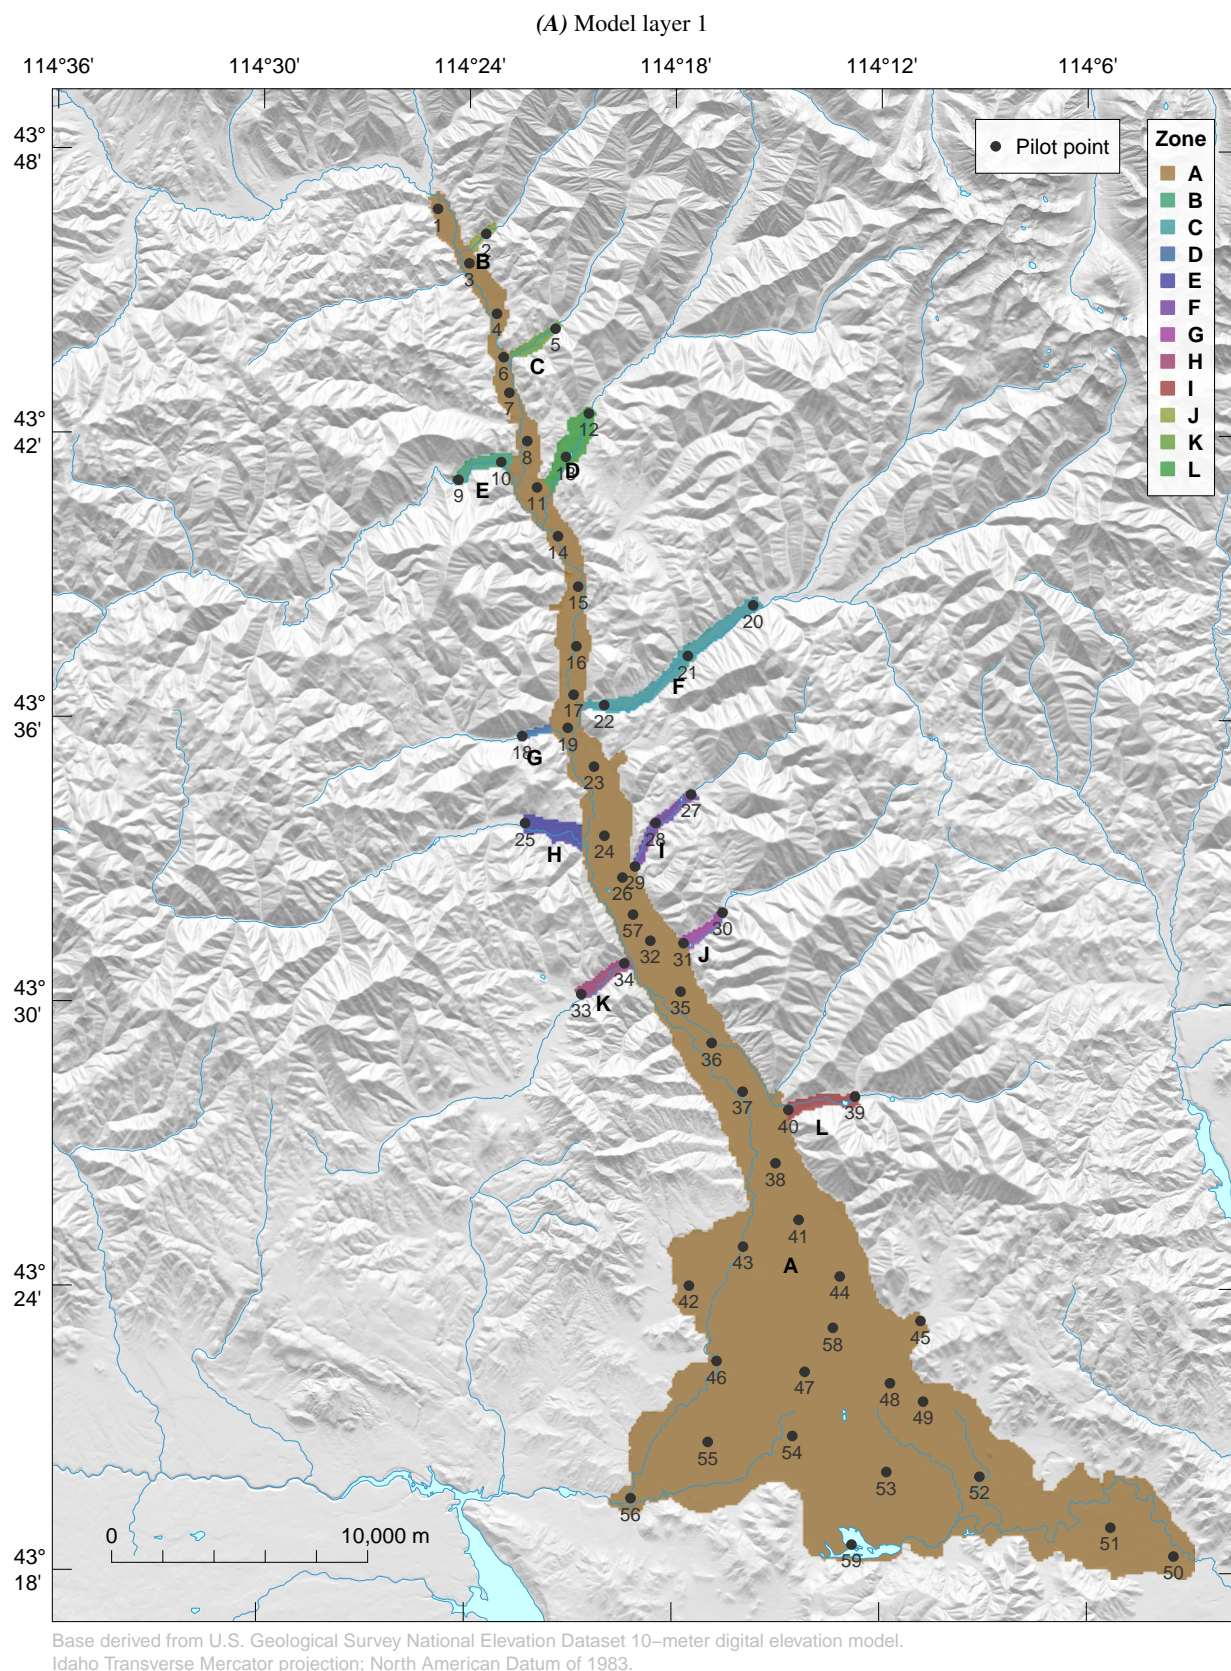 (A) Model layer 1
114°36' 114°30' 114°24' 114°18' 114°12' 114°6'
43°
48'
Pilot point
Zone
A
B
C
D
E
F
G
H
I
J
K
L
1
2
B
3
4
5
6
C
7
43°
42'
12
8
13 D
10
9 E
11
14
15
20
16
21
F
43°
36'
17
22
18 G
19
23
27
25
28
24
H I
29
26
57
30
32
31 J
34
43°
30'
33 K
35
36
37
39
40
L
38
41
43
A
43°
24'
42
44
45
58
46
47
48
49
55
54
53
52
56
0 10,000 m
51
59
50
43°
18'
Base derived from U.S. Geological Survey National Elevation Dataset 10−meter digital elevation model.
Idaho Transverse Mercator projection; North American Datum of 1983.